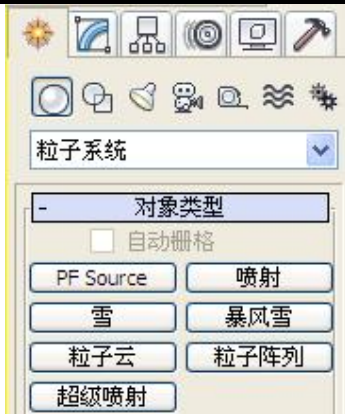 粒子系统
- 对象类型
自动栅格
PF Source 喷射
雪 暴风雪
粒子云 粒子阵列
超级喷射